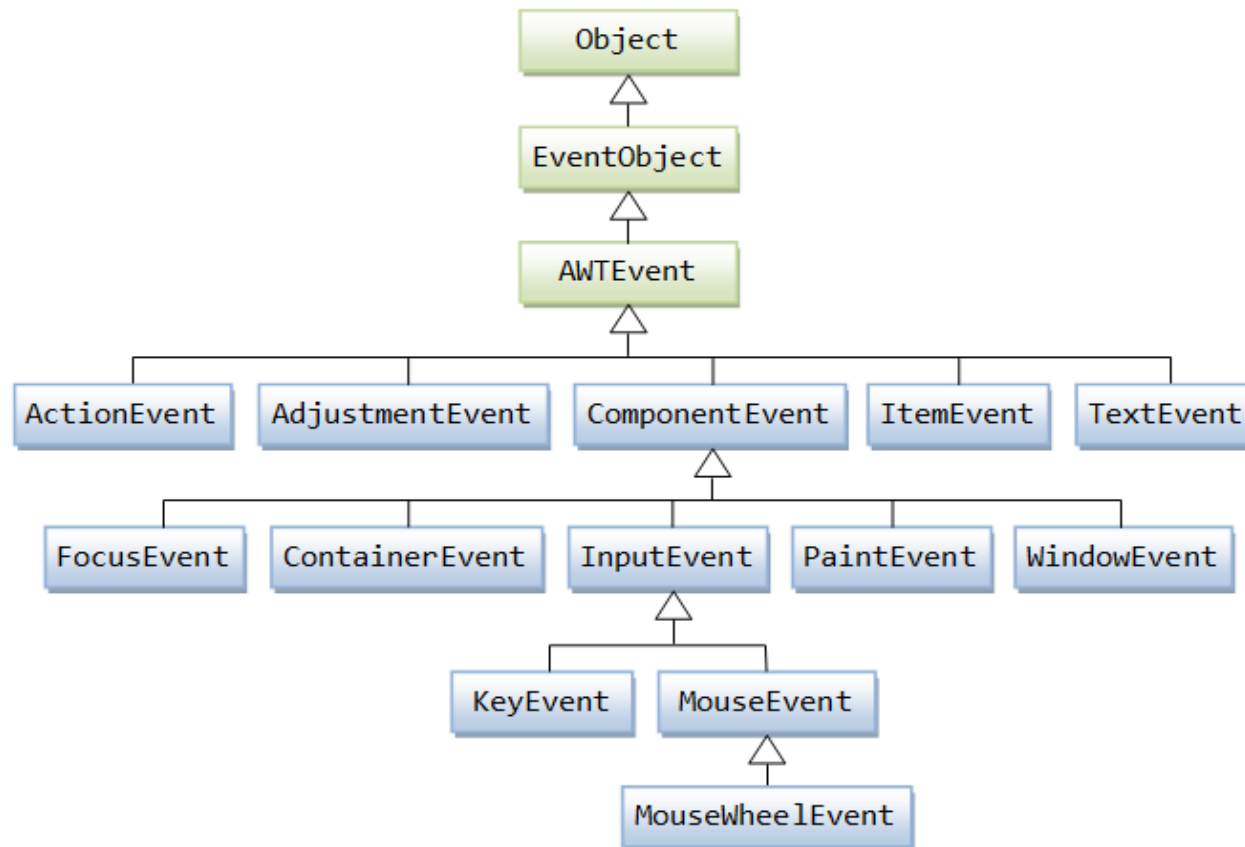 Object
EventObject
AWTEvent
ActionEvent
AdjustmentEvent
ComponentEvent
ItemEvent
TextEvent
FocusEvent
ContainerEvent
InputEvent
PaintEvent
WindowEvent
KeyEvent
MouseEvent
MouseWheelEvent